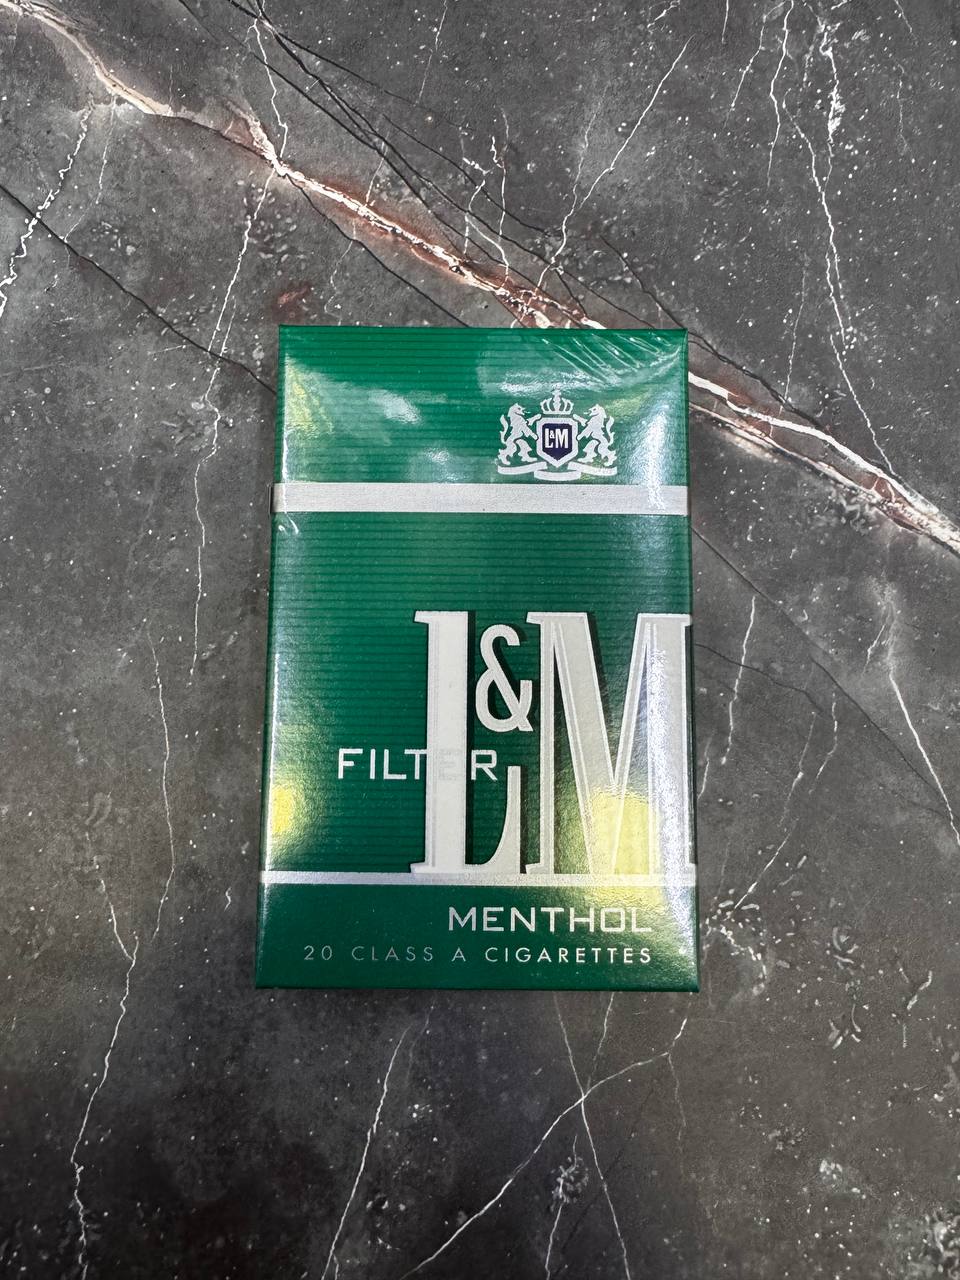 L&M
L&M
FILTER
MENTHOL
20 CLASS A CIGARETTES